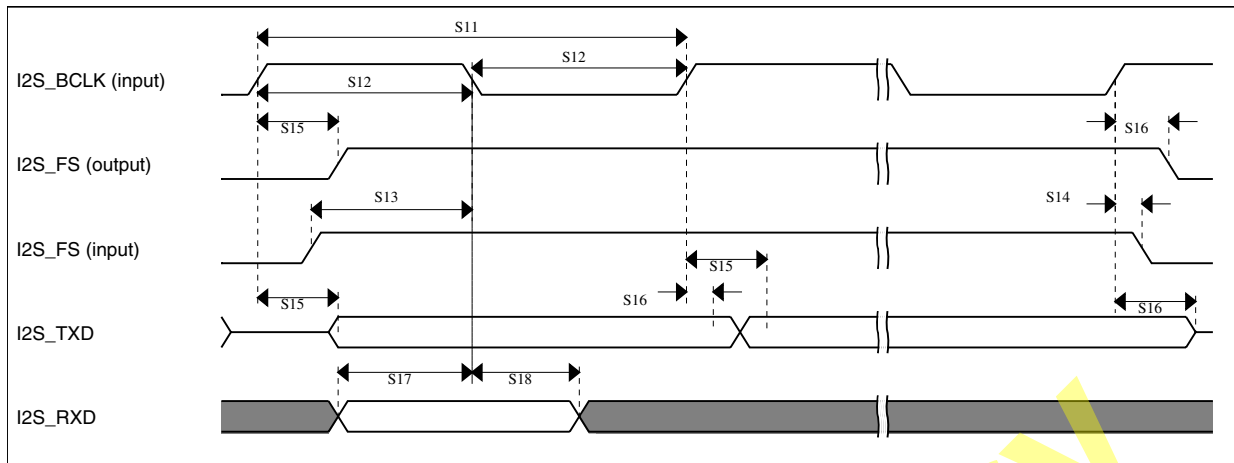 S11
I2S_BCLK (input)
S12
S12
S15
S16
I2S_FS (output)
S13
S14
I2S_FS (input)
S15
S15
S16
S16
I2S_TXD
S17
S18
I2S_RXD